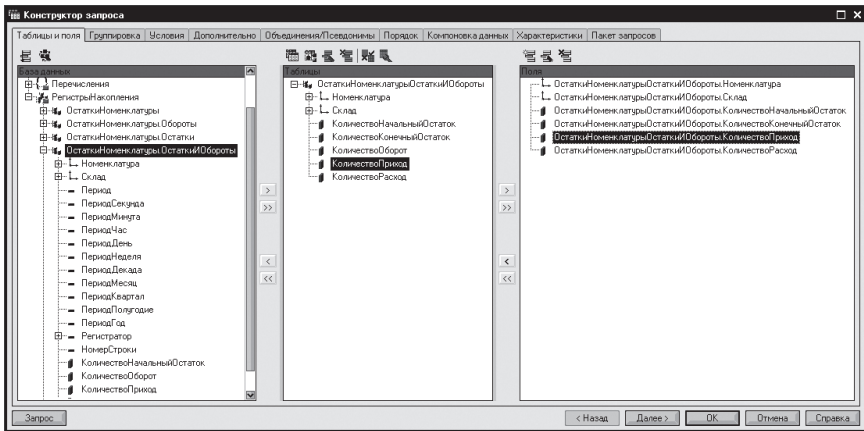 Конструктор запроса
Таблицы и поля Группировка Условия Дополнительно Объединения/Псевдонимы Порядок Компоновка данных Характеристики Пакет запросов
База данных
Перечисления
РегистрыНакопления
ОстаткиНоменклатуры
ОстаткиНоменклатуры.Обороты
ОстаткиНоменклатуры.Остатки
ОстаткиНоменклатуры.ОстаткиИОбороты
Номенклатура
Склад
Период
ПериодСекунда
ПериодМинута
ПериодЧас
ПериодДень
ПериодНеделя
ПериодДекада
ПериодМесяц
ПериодКвартал
ПериодПолугодие
ПериодГод
Регистратор
НомерСтроки
КоличествоНачальныйОстаток
КоличествоОборот
КоличествоПриход
>
>>
<
<<
Таблицы
ОстаткиНоменклатурыОстаткиИОбороты
Номенклатура
Склад
КоличествоНачальныйОстаток
КоличествоКонечныйОстаток
КоличествоОборот
КоличествоПриход
КоличествоРасход
>
>>
<
<<
Поля
ОстаткиНоменклатурыОстаткиИОбороты.Номенклатура
ОстаткиНоменклатурыОстаткиИОбороты.Склад
ОстаткиНоменклатурыОстаткиИОбороты.КоличествоНачальныйОстаток
ОстаткиНоменклатурыОстаткиИОбороты.КоличествоКонечныйОстаток
ОстаткиНоменклатурыОстаткиИОбороты.КоличествоПриход
ОстаткиНоменклатурыОстаткиИОбороты.КоличествоРасход
Запрос < Назад Далее > OK Отмена Справка